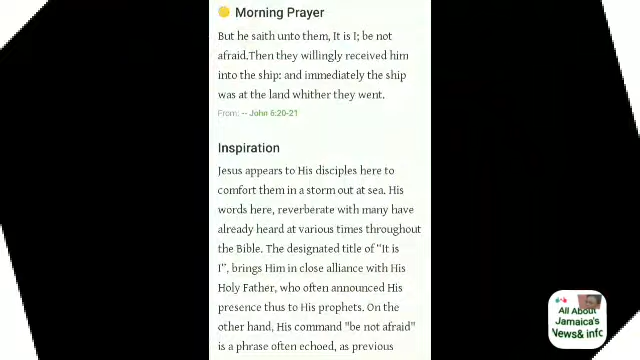 Morning Prayer
But he saith unto them, It is I; be not
afraid.Then they willingly received him
into the ship: and immediately the ship
was at the land whither they went.
From: -- John 6:20-21
Inspiration
Jesus appears to His disciples here to
comfort them in a storm out at sea. His
words here, reverberate with many have
already heard at various times throughout
the Bible. The designated title of "It is
I", brings Him in close alliance with His
Holy Father, who often announced His
presence thus to His prophets. On the
other hand, His command "be not afraid"
is a phrase often echoed, as previous
All About
Jamaica's
News& info